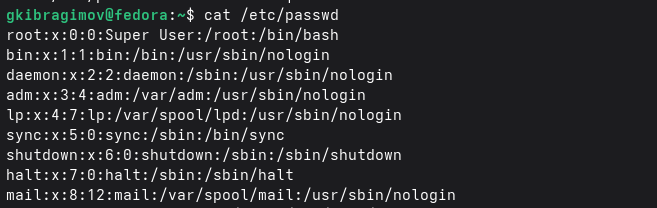 gkibragimov@fedora:~$ cat /etc/passwd
root:x:0:0:Super User:/root:/bin/bash
bin:x:1:1:bin:/bin:/usr/sbin/nologin
daemon:x:2:2:daemon:/sbin:/usr/sbin/nologin
adm:x:3:4:adm:/var/adm:/usr/sbin/nologin
lp:x:4:7:lp:/var/spool/lpd:/usr/sbin/nologin
sync:x:5:0:sync:/sbin:/bin/sync
shutdown:x:6:0:shutdown:/sbin:/sbin/shutdown
halt:x:7:0:halt:/sbin:/sbin/halt
mail:x:8:12:mail:/var/spool/mail:/usr/sbin/nologin